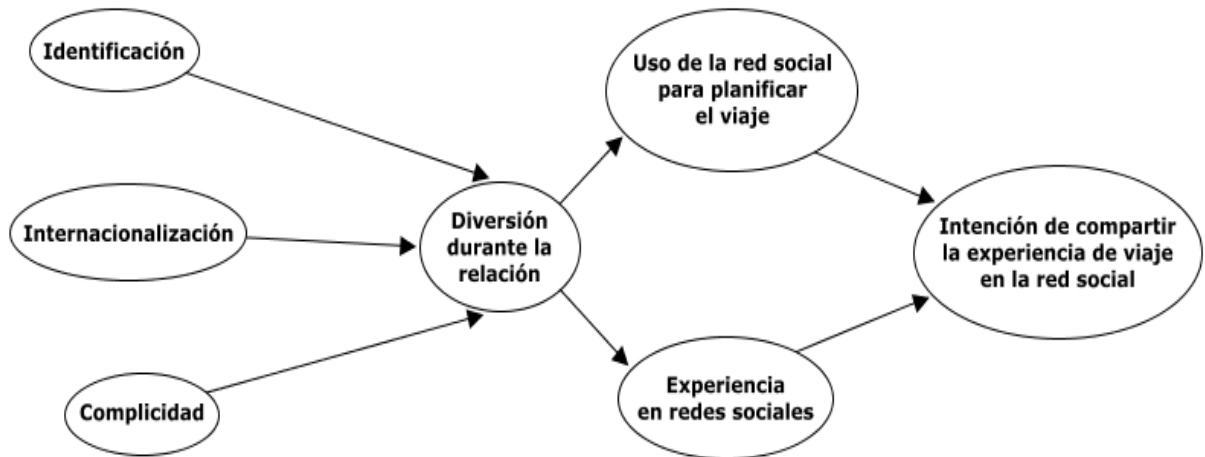 Identificación
Internacionalización
Complicidad
Diversión
durante la
relación
Uso de la red social
para planificar
el viaje
Experiencia
en redes sociales
Intención de compartir
la experiencia de viaje
en la red social